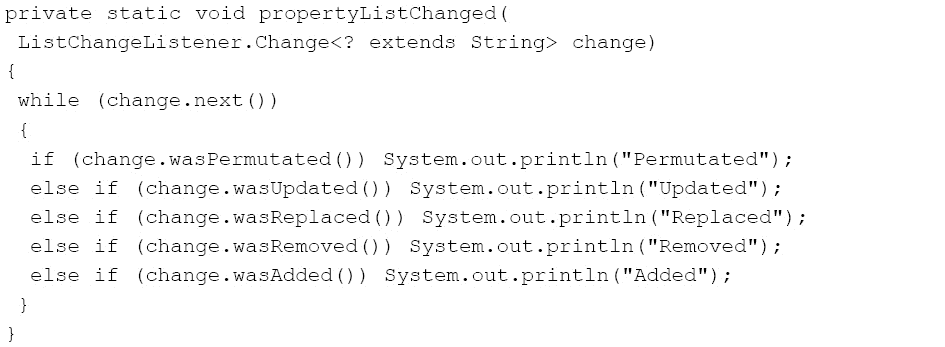 private static void propertyListChanged(
 ListChangeListener.Change<? extends String> change)
{
 while (change.next())
 {
  if (change.wasPermutated()) System.out.println("Permutated");
  else if (change.wasUpdated()) System.out.println("Updated");
  else if (change.wasReplaced()) System.out.println("Replaced");
  else if (change.wasRemoved()) System.out.println("Removed");
  else if (change.wasAdded()) System.out.println("Added");
 }
}